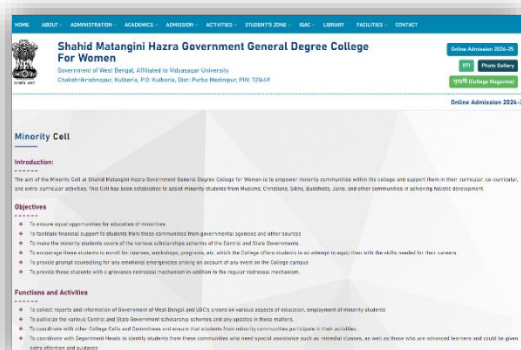 HOME ABOUT ADMINISTRATION ACADEMICS ADMISSION ACTIVITIES STUDENT'S ZONE IQAC LIBRARY FACILITIES CONTACT
Shahid Matangini Hazra Government General Degree College
For Women
Government of West Bengal, Affiliated to Vidyasagar University
Chakshrikrishnapur, Kulberia, P.O: Kulberia, Dist: Purba Medinipur, PIN: 721649
Online Admission 2024-25
RTI Photo Gallery
(College Magazine)
Online Admission 2024-2
Minority Cell
Introduction:
The aim of the Minority Cell at Shahid Matangini Hazra Government General Degree College for Women is to empower minority communities within the college and support them in their curricular, co-curricular,
and extra-curricular activities. This Cell has been established to assist minority students from Muslims, Christians, Sikhs, Buddhists, Jains, and other communities in achieving holistic development.
Objectives
To ensure equal opportunities for education of minorities
To facilitate financial support to students from these communities from governmental agencies and other sources
To make the minority students aware of the various scholarships schemes of the Central and State Governments.
To encourage these students to enroll for courses, workshops, programs, etc. which the College offers students in an attempt to equip them with the skills needed for their careers
To provide prompt counselling for any emotional emergencies arising on account of any event on the College campus
To provide these students with a grievance redressal mechanism in addition to the regular redressal mechanism.
Functions and Activities
To collect reports and information of Government of West Bengal and UGC's orders on various aspects of education, employment of minority students
To publicize the various Central and State Government scholarship schemes and any updates in these matters.
To coordinate with other College Cells and Committees and ensure that students from minority communities participate in their activities.
To coordinate with Department Heads to identify students from these communities who need special assistance such as remedial classes, as well as those who are advanced learners and could be given
extra attention and guidance